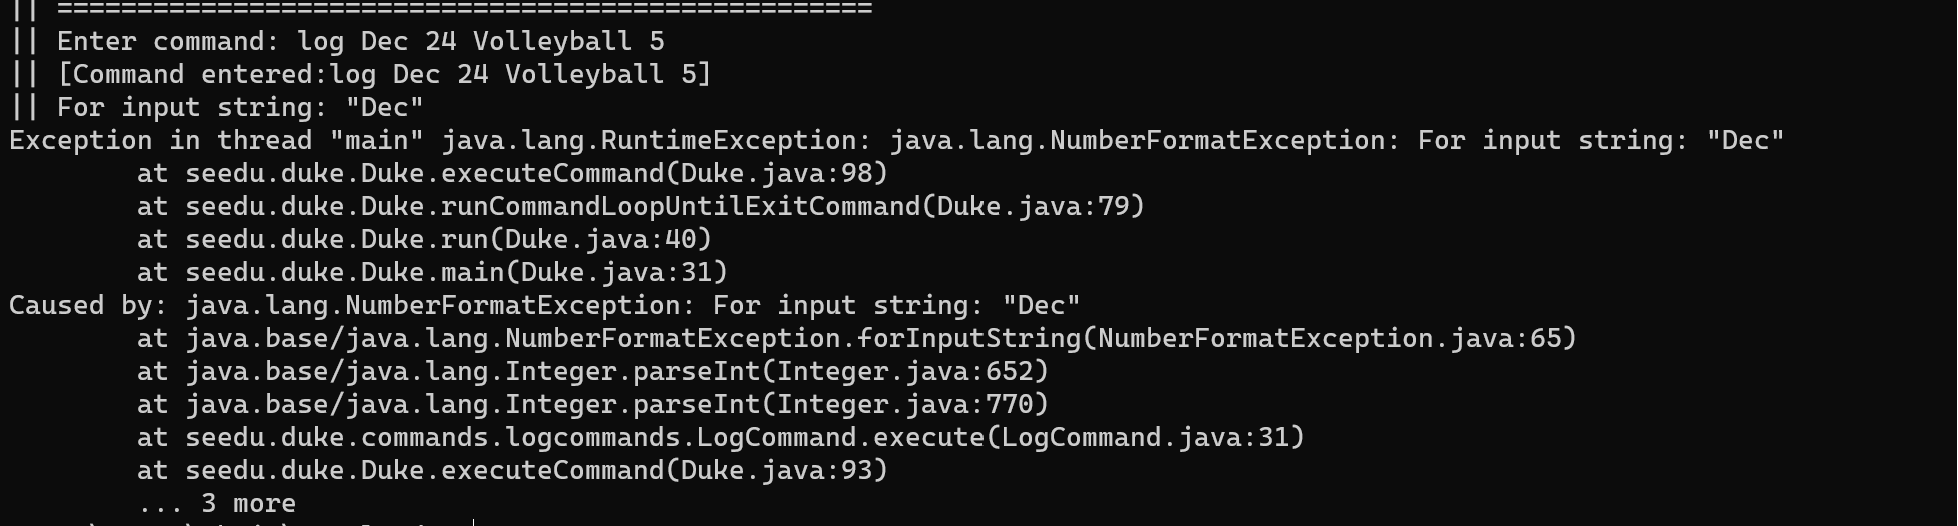 || ===================================================
|| Enter command: log Dec 24 Volleyball 5
|| [Command entered:log Dec 24 Volleyball 5]
|| For input string: "Dec"
Exception in thread "main" java.lang.RuntimeException: java.lang.NumberFormatException: For input string: "Dec"
        at seedu.duke.Duke.executeCommand(Duke.java:98)
        at seedu.duke.Duke.runCommandLoopUntilExitCommand(Duke.java:79)
        at seedu.duke.Duke.run(Duke.java:40)
        at seedu.duke.Duke.main(Duke.java:31)
Caused by: java.lang.NumberFormatException: For input string: "Dec"
        at java.base/java.lang.NumberFormatException.forInputString(NumberFormatException.java:65)
        at java.base/java.lang.Integer.parseInt(Integer.java:652)
        at java.base/java.lang.Integer.parseInt(Integer.java:770)
        at seedu.duke.commands.logcommands.LogCommand.execute(LogCommand.java:31)
        at seedu.duke.Duke.executeCommand(Duke.java:93)
        ... 3 more